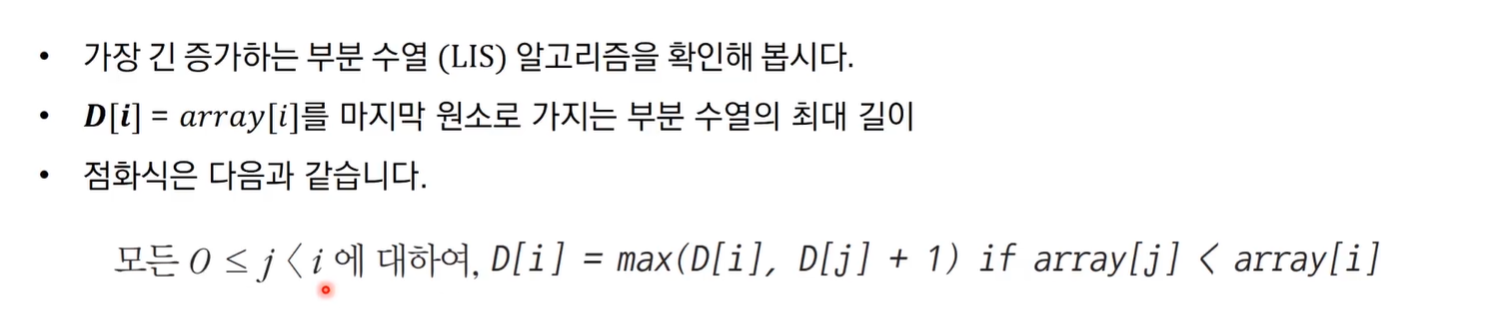 • 가장 긴 증가하는 부분 수열 (LIS) 알고리즘을 확인해 봅시다.
• D[i] = array[i]를 마지막 원소로 가지는 부분 수열의 최대 길이
• 점화식은 다음과 같습니다.
모든 0 ≤ j < i 에 대하여, D[i] = max(D[i], D[j] + 1) if array[j] < array[i]